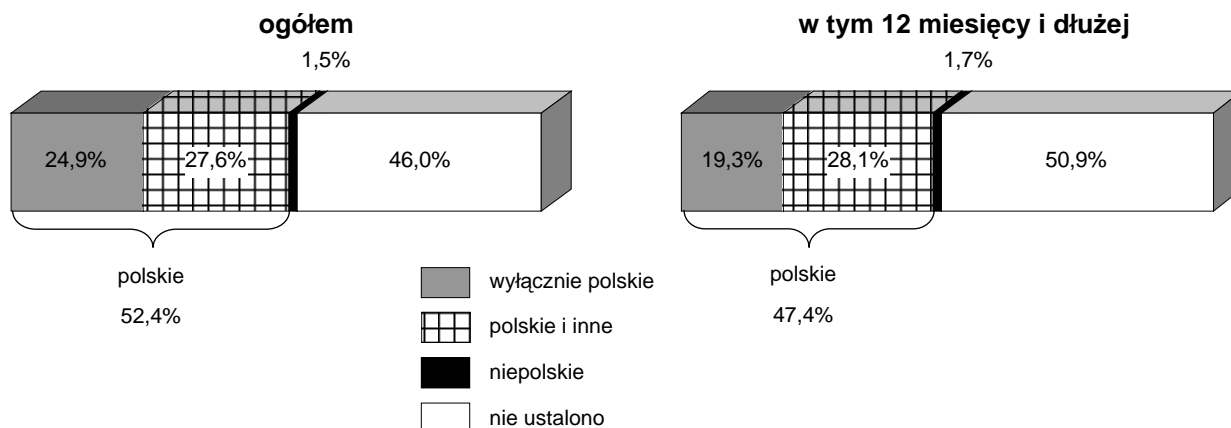 ogółem
w tym 12 miesięcy i dłużej
1,5%
1,7%
24,9%
27,6%
46,0%
19,3%
28,1%
50,9%
polskie
52,4%
polskie
47,4%
wyłącznie polskie
polskie i inne
niepolskie
nie ustalono